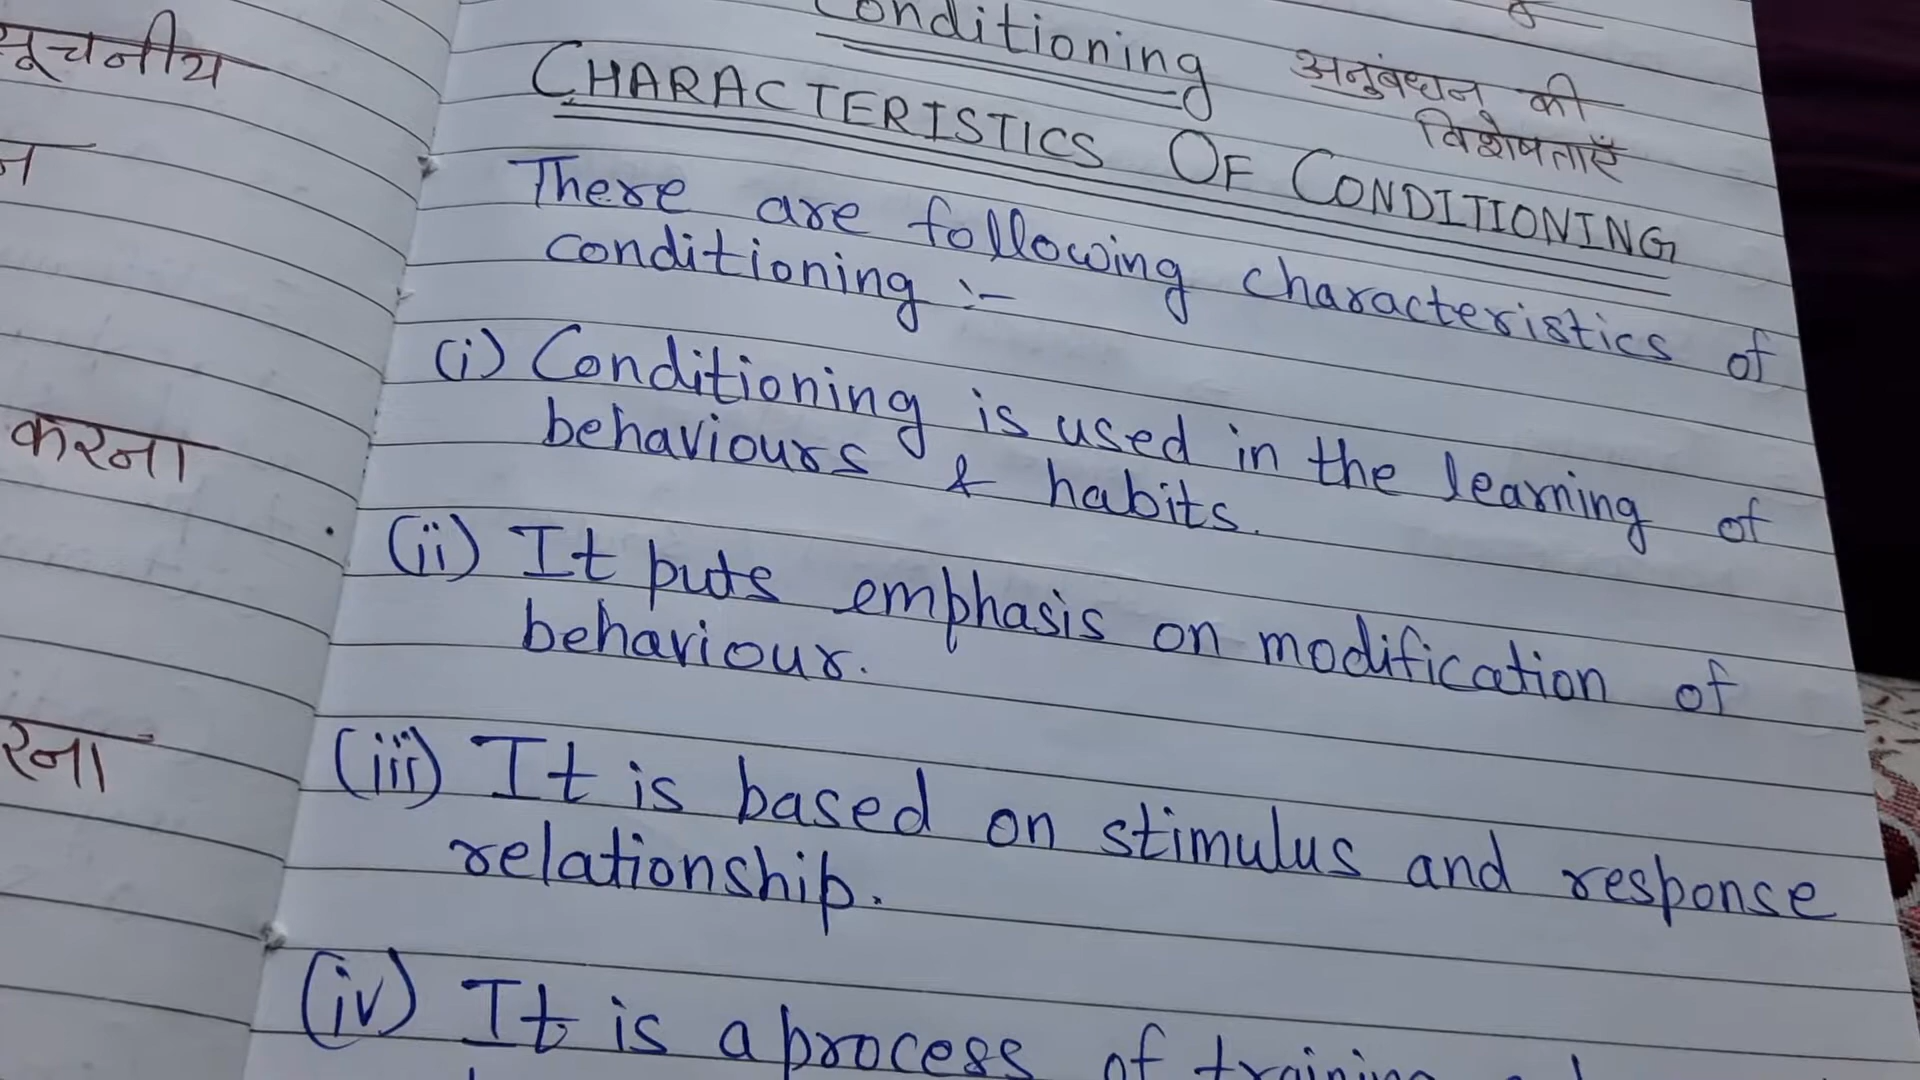 सूचनीय
न
करना
रना
Conditioning
अनुबंधन की
विशेषताएँ
CHARACTERISTICS OF CONDITIONING
There are following characteristics of
conditioning :-
(i) Conditioning is used in the learning of
behaviours & habits.
(ii) It puts emphasis on modification of
behaviour.
(iii) It is based on stimulus and response
relationship.
(iv) It is a process of training